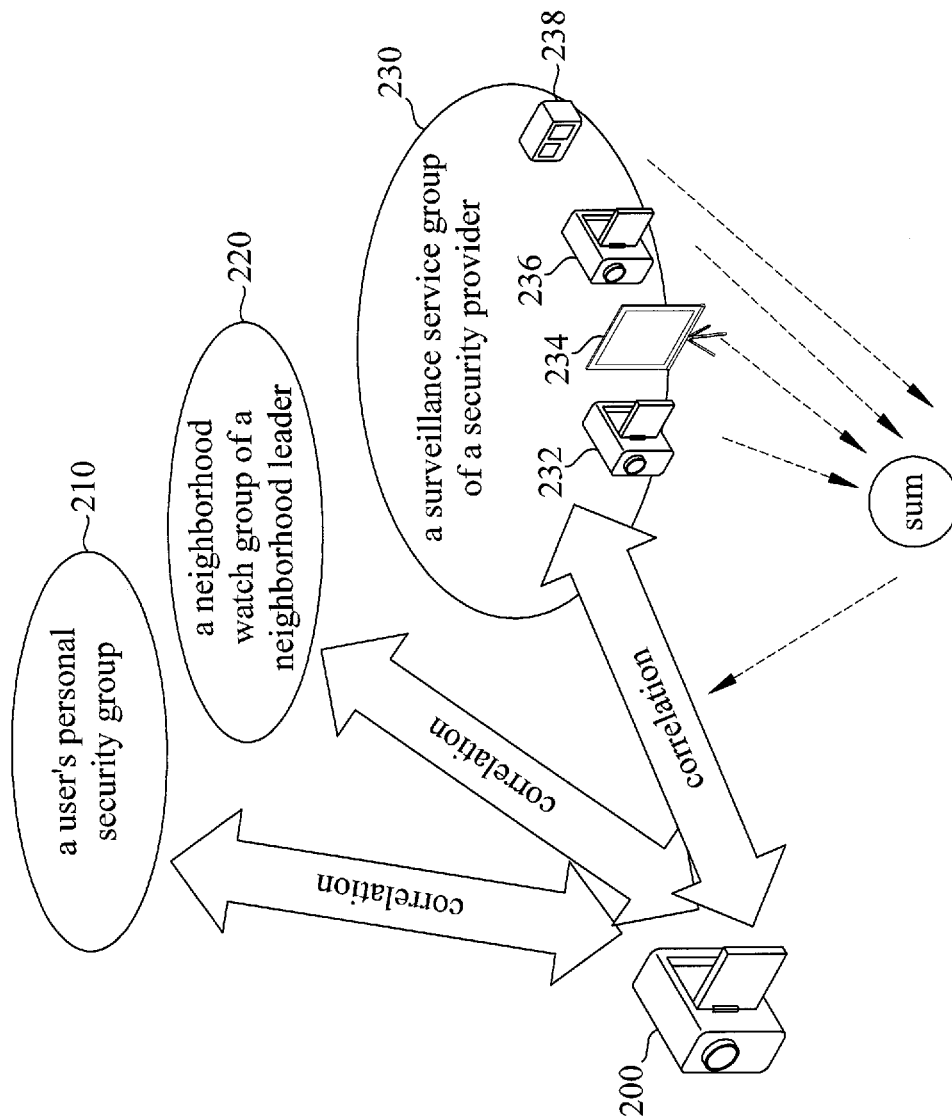 210
a user's personal
security group
220
a neighborhood
watch group of a
neighborhood leader
230
a surveillance service group
of a security provider
238
236
234
232
correlation
correlation
correlation
200
sum